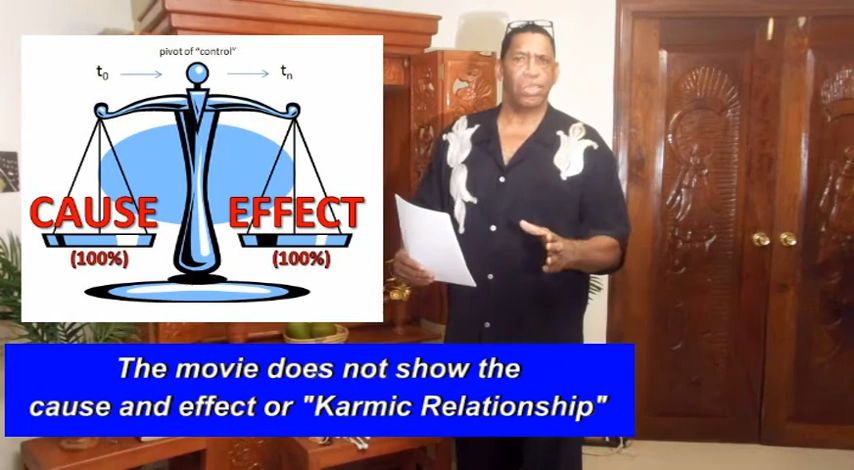 pivot of "control"
t0 → → tn
CAUSE EFFECT
(100%) (100%)
The movie does not show the
cause and effect or "Karmic Relationship"